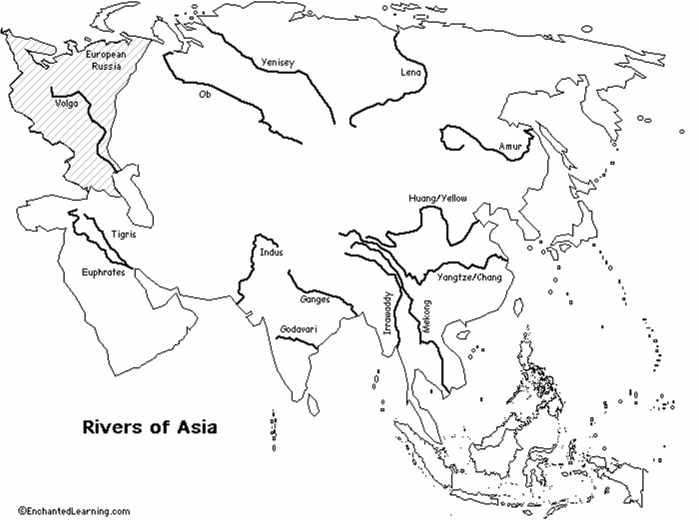 European
Russia
Volga
Ob
Yenisey
Lena
Amur
Huang/Yellow
Tigris
Euphrates
Indus
Ganges
Godavari
Irrawaddy
Mekong
Yangtze/Chang
Rivers of Asia
©EnchantedLearning.com